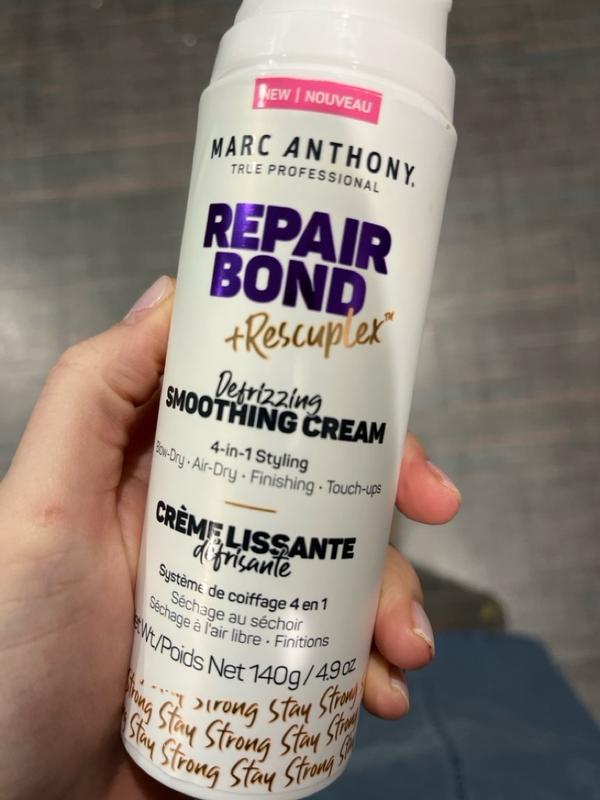 NEW | NOUVEAU
MARC ANTHONY.
TRUE PROFESSIONAL
REPAIR
BOND
+Rescuplex™
Defrizzing
SMOOTHING CREAM
4-in-1 Styling
Blow-Dry · Air-Dry · Finishing · Touch-ups
CRÈME LISSANTE
défrisante
Système de coiffage 4 en 1
Séchage au séchoir
Séchage à l'air libre · Finitions
Wt./Poids Net 140g / 4.9 oz
Strong Stay Strong
Strong Stay Strong Stay Strong
Stay Strong Stay Strong
Strong Stay Strong